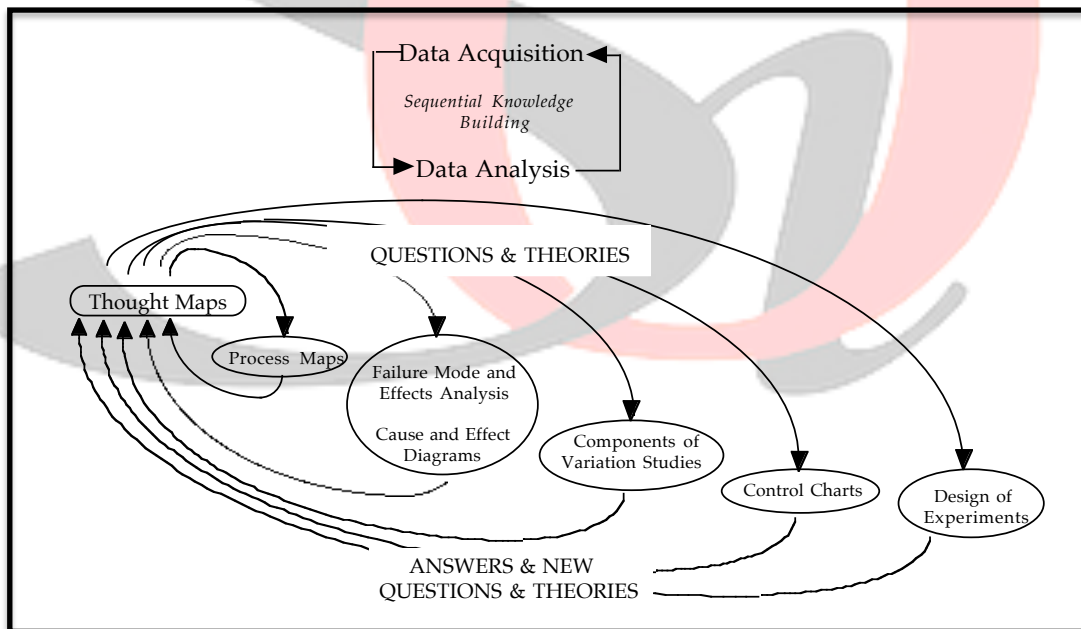 Data Acquisition
Sequential Knowledge
Building
Data Analysis
QUESTIONS & THEORIES
Thought Maps
Process Maps
Failure Mode and
Effects Analysis
Cause and Effect
Diagrams
Components of
Variation Studies
Control Charts
Design of
Experiments
ANSWERS & NEW
QUESTIONS & THEORIES